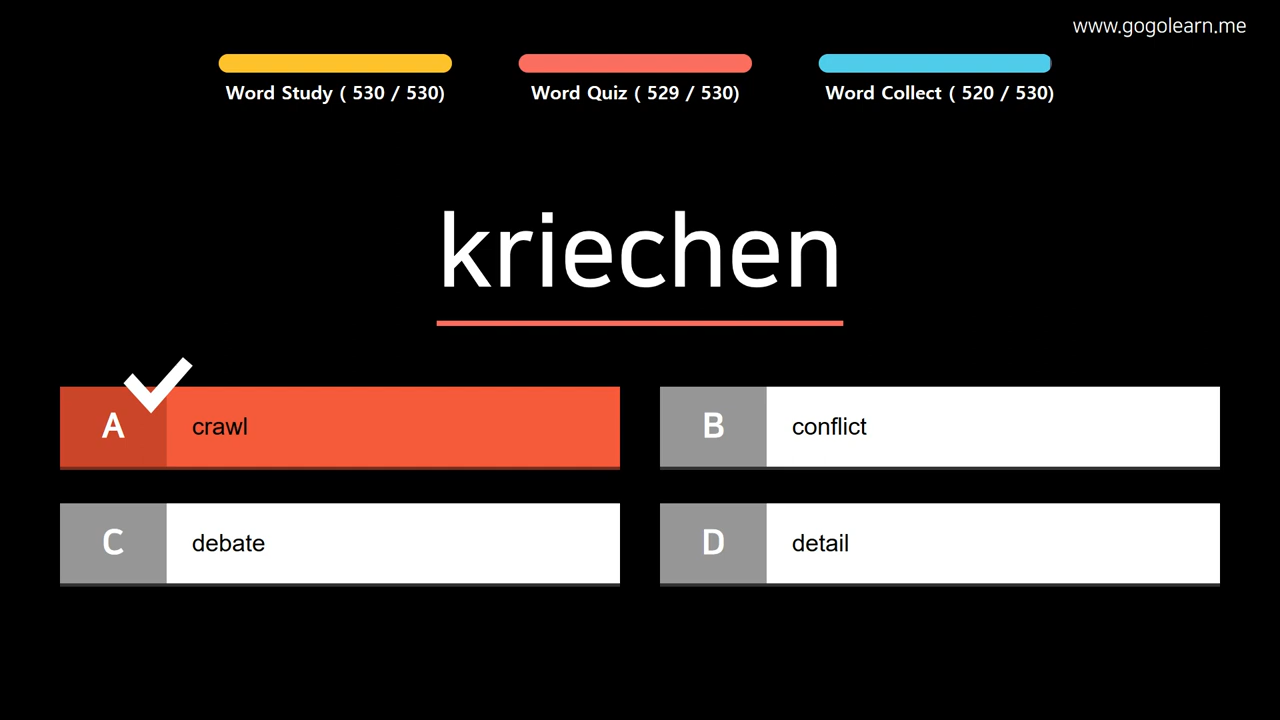 www.gogolearn.me
Word Study ( 530 / 530)
Word Quiz ( 529 / 530)
Word Collect ( 520 / 530)
kriechen
A crawl
B conflict
C debate
D detail